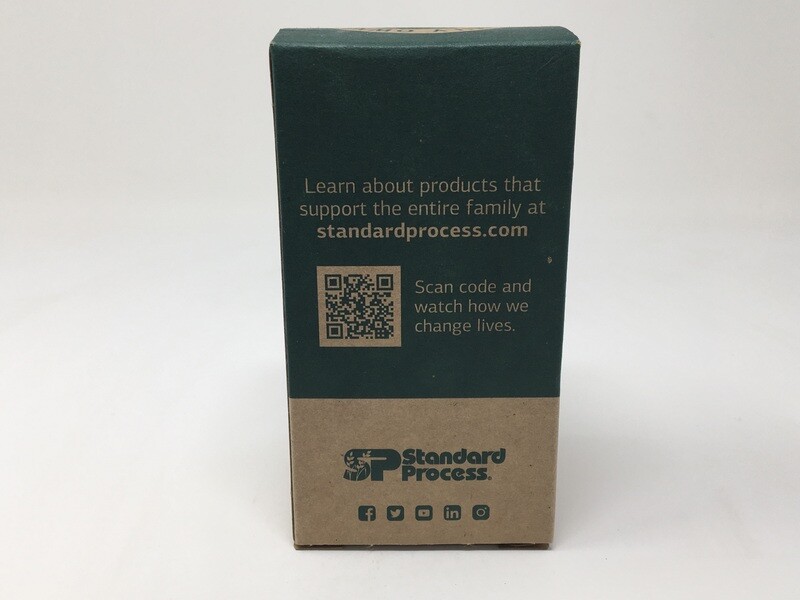 Learn about products that
support the entire family at
standardprocess.com
Scan code and
watch how we
change lives.
SP Standard
Process®